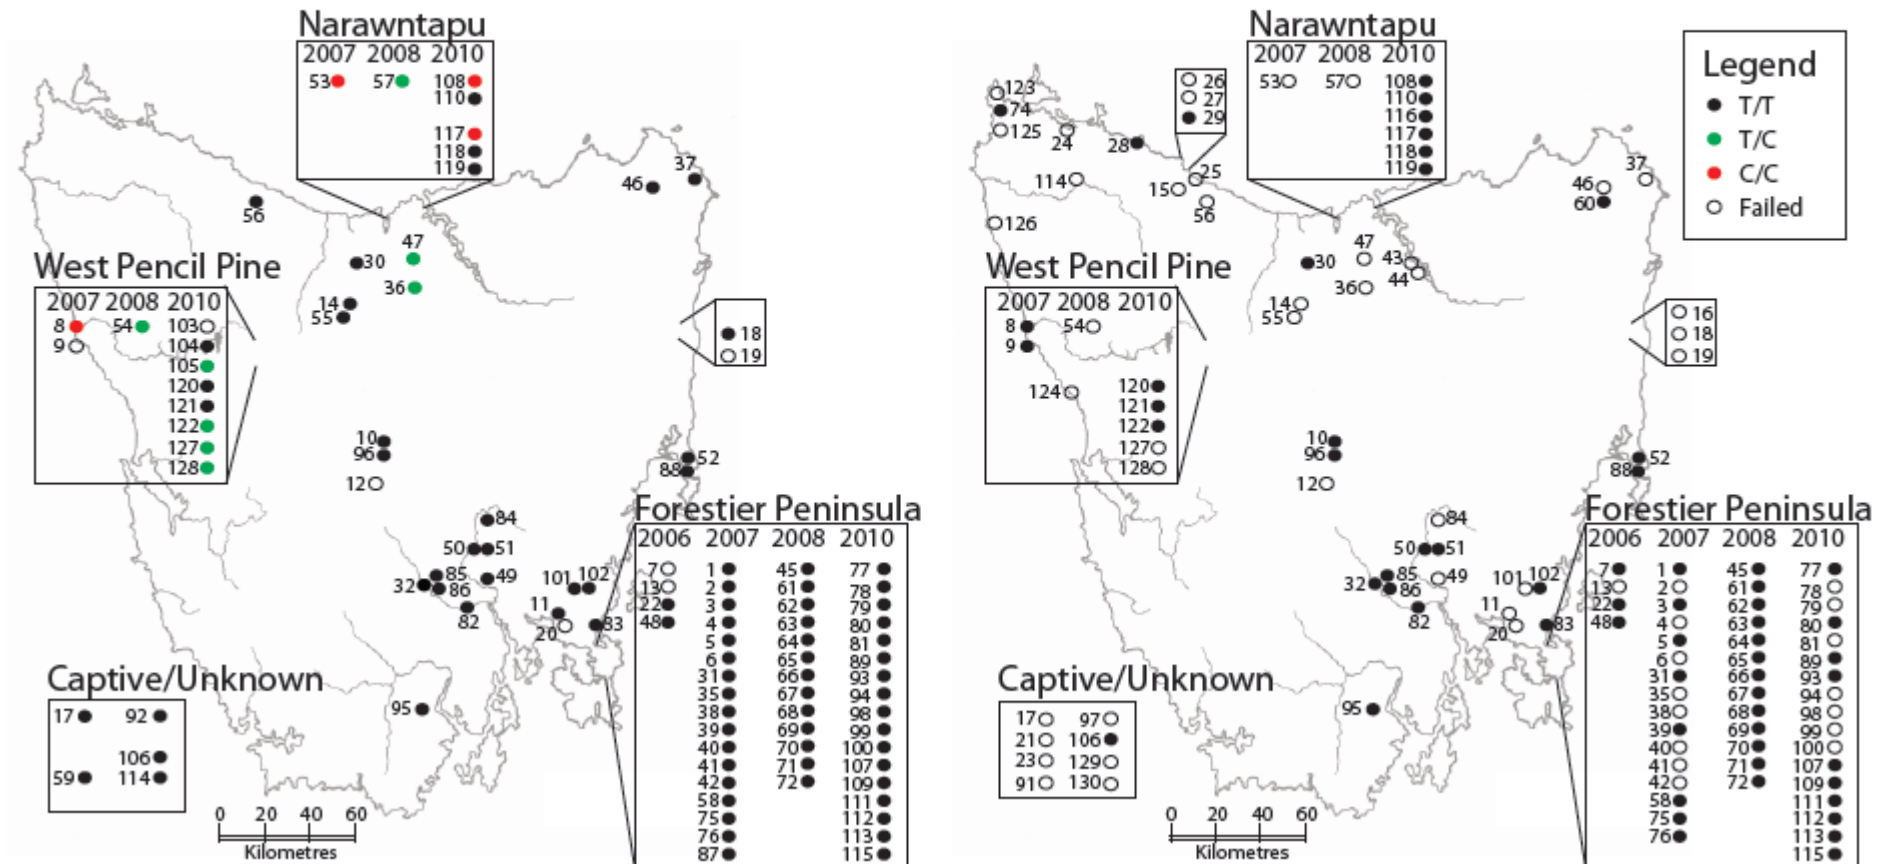 Narawntapu
2007 2008 2010
53 57 108
110
117
118
119
37
46
56
47
30
36
14
55
West Pencil Pine
2007 2008 2010
8 54 103
9 104
105
120
121
122
127
128
18
19
10
96
12
52
88
84
50 51
85
32 86
49
82
101 102
11
20 83
95
Forestier Peninsula
2006 2007 2008 2010
7 1 45 77
13 2 61 78
22 3 62 79
48 4 63 80
5 64 81
6 65 89
31 66 93
35 67 94
38 68 98
39 69 99
40 70 100
41 71 107
42 72 109
58 111
75 112
76 113
87 115
Captive/Unknown
17 92
106
59 114
0 20 40 60
Kilometres
Narawntapu
2007 2008 2010
53 57 108
110
116
117
118
119
26
27
29
123
74
125
24
28
114
25
15
56
126
37
46
60
47
30
43
44
36
14
55
West Pencil Pine
2007 2008 2010
8 54
9
124
120
121
122
127
128
16
18
19
10
96
12
52
88
84
50 51
85
32 86
49
82
101 102
11
20 83
95
Forestier Peninsula
2006 2007 2008 2010
7 1 45 77
13 2 61 78
22 3 62 79
48 4 63 80
5 64 81
6 65 89
31 66 93
35 67 94
38 68 98
39 69 99
40 70 100
41 71 107
42 72 109
58 111
75 112
76 113
115
Captive/Unknown
17 97
21 106
23 129
91 130
0 20 40 60
Kilometres
Legend
T/T
T/C
C/C
Failed